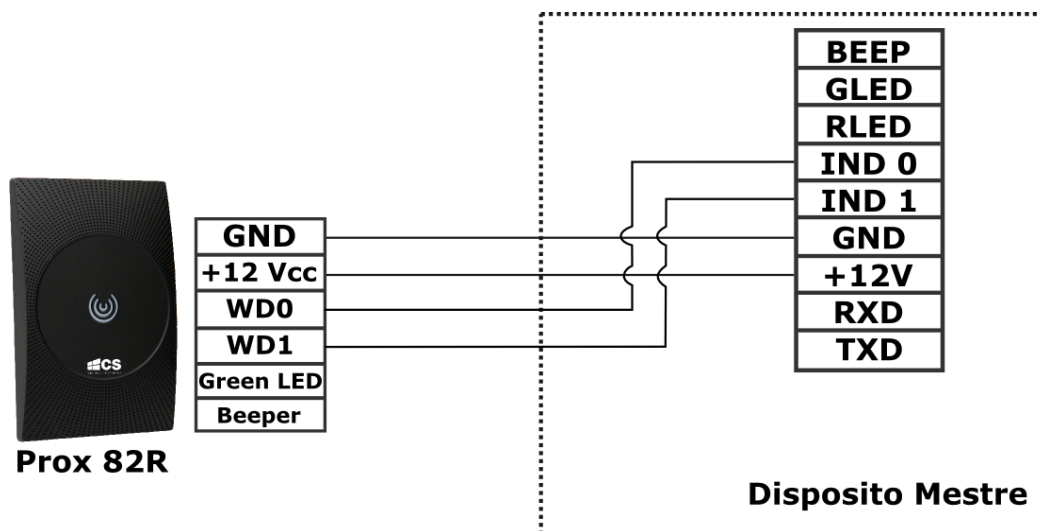 BEEP
GLED
RLED
IND 0
IND 1
GND
+12V
RXD
TXD
GND
+12 Vcc
WD0
WD1
Green LED
Beeper
CS
Prox 82R
Disposito Mestre